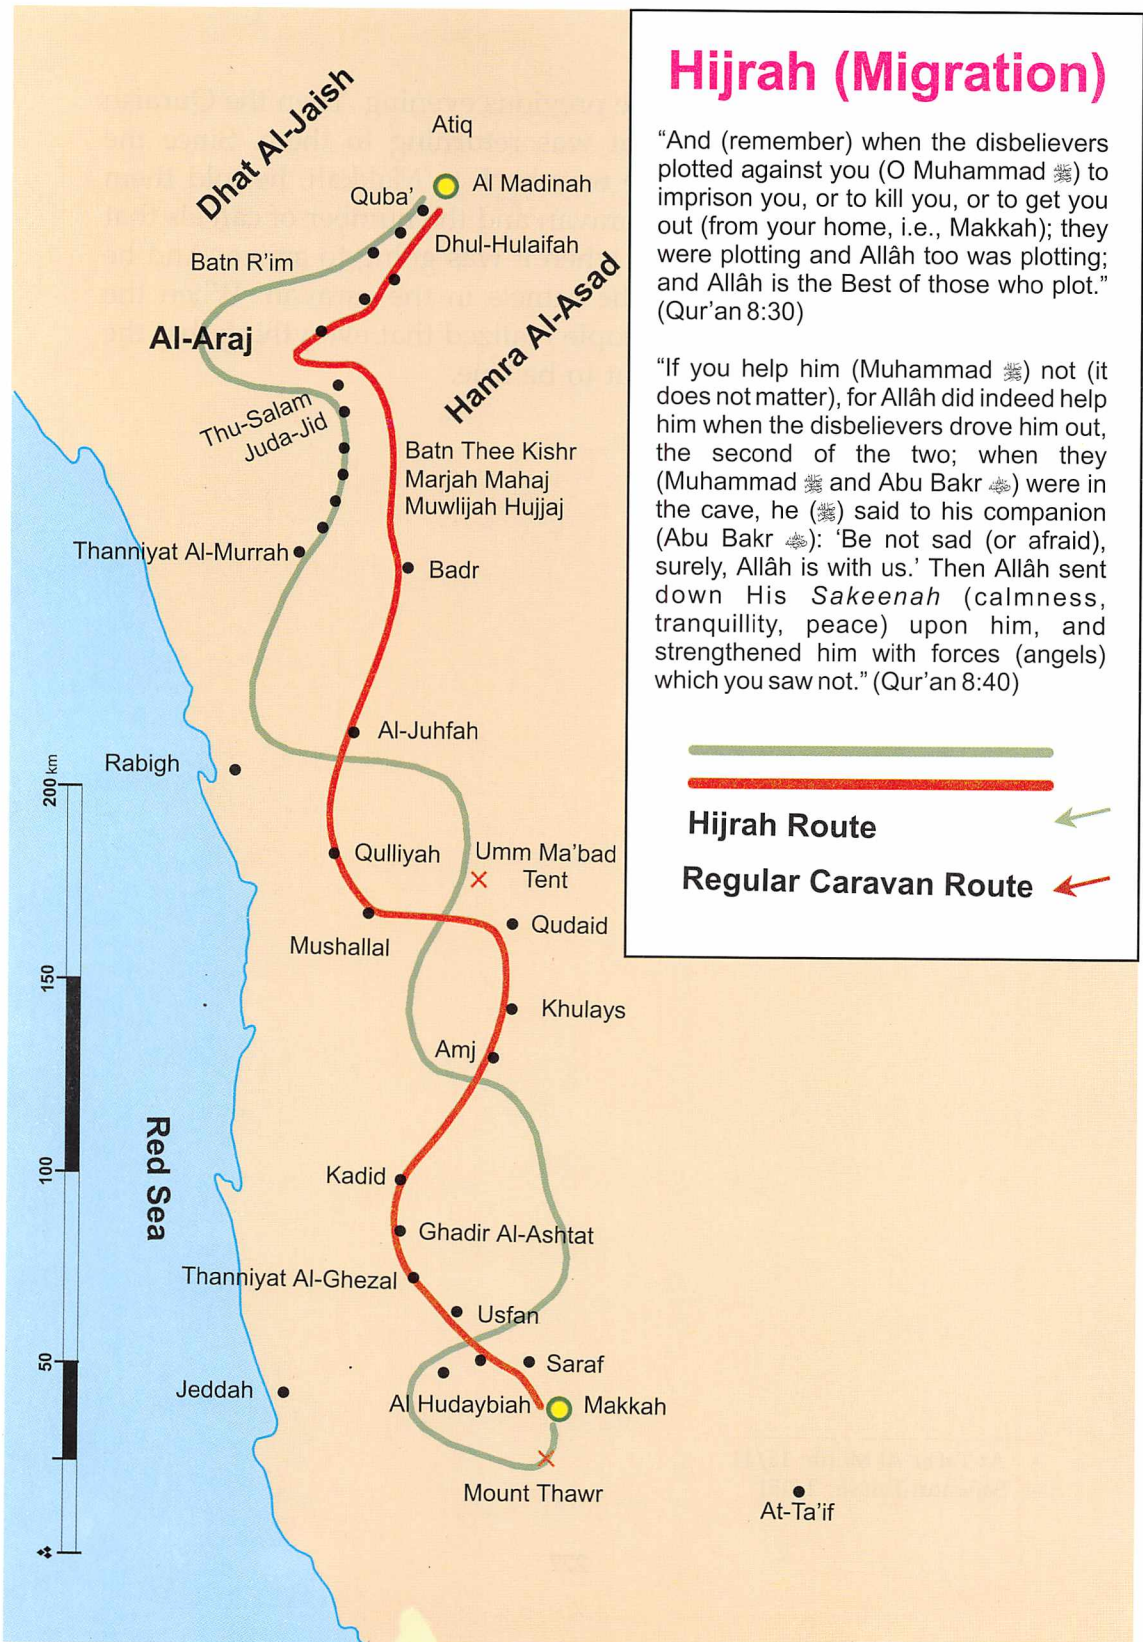 Hijrah (Migration)
“And (remember) when the disbelievers
plotted against you (O Muhammad ﷺ) to
imprison you, or to kill you, or to get you
out (from your home, i.e., Makkah); they
were plotting and Allâh too was plotting;
and Allâh is the Best of those who plot.”
(Qur’an 8:30)
“If you help him (Muhammad ﷺ) not (it
does not matter), for Allâh did indeed help
him when the disbelievers drove him out,
the second of the two; when they
(Muhammad ﷺ and Abu Bakr) were in
the cave, he (ﷺ) said to his companion
(Abu Bakr): ‘Be not sad (or afraid),
surely, Allâh is with us.’ Then Allâh sent
down His Sakeenah (calmness,
tranquillity, peace) upon him, and
strengthened him with forces (angels)
which you saw not.” (Qur’an 8:40)
Hijrah Route
Regular Caravan Route
Dhat Al-Jaish
Atiq
Al Madinah
Quba’
Dhul-Hulaifah
Batn R’im
Al-Araj
Hamra Al-Asad
Thu-Salam
Juda-Jid
Batn Thee Kishr
Marjah Mahaj
Muwlijah Hujjaj
Thanniyat Al-Murrah
Badr
Al-Juhfah
Rabigh
Qulliyah
Umm Ma’bad
Tent
Mushallal
Qudaid
Khulays
Amj
Kadid
Ghadir Al-Ashtat
Thanniyat Al-Ghezal
Usfan
Saraf
Jeddah
Al Hudaybiah
Makkah
Mount Thawr
At-Ta’if
Red Sea
200 km
150
100
50